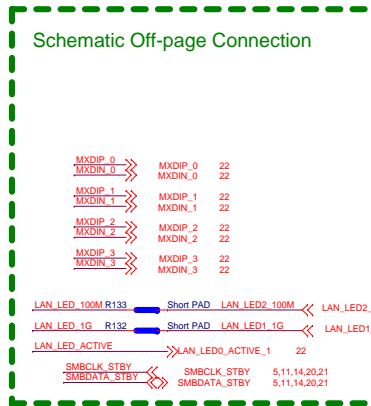 Schematic Off-page Connection
MXDIP_0 MXDIP_0 22
MXDIN_0 MXDIN_0 22
MXDIP_1 MXDIP_1 22
MXDIN_1 MXDIN_1 22
MXDIP_2 MXDIP_2 22
MXDIN_2 MXDIN_2 22
MXDIP_3 MXDIP_3 22
MXDIN_3 MXDIN_3 22
LAN_LED_100M R133 Short PAD LAN_LED2_100M LAN_LED2_
LAN_LED_1G R132 Short PAD LAN_LED1_1G LAN_LED1
LAN_LED_ACTIVE LAN_LED0_ACTIVE_1 22
SMBCLK_STBY SMBCLK_STBY 5,11,14,20,21
SMBDATA_STBY SMBDATA_STBY 5,11,14,20,21